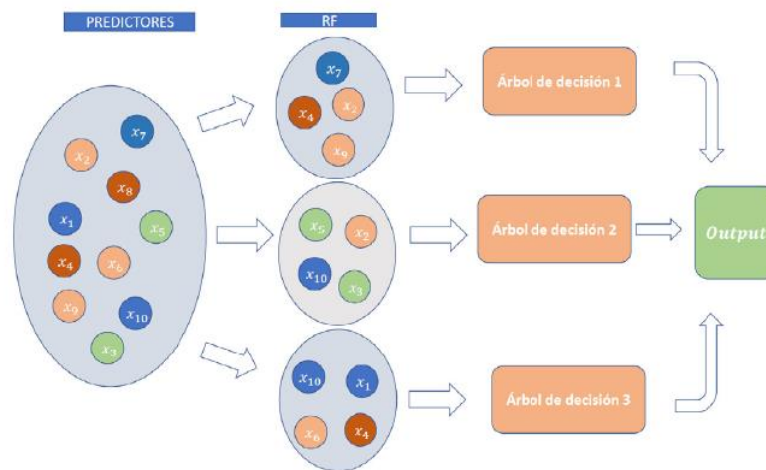 PREDICTORES
RF
x₇
x₂
x₈
x₁
x₅
x₄
x₆
x₉
x₁₀
x₃
x₇
x₄
x₂
x₉
Árbol de decisión 1
x₅
x₂
x₁₀
x₃
Árbol de decisión 2
Output
x₁₀
x₁
x₆
x₄
Árbol de decisión 3